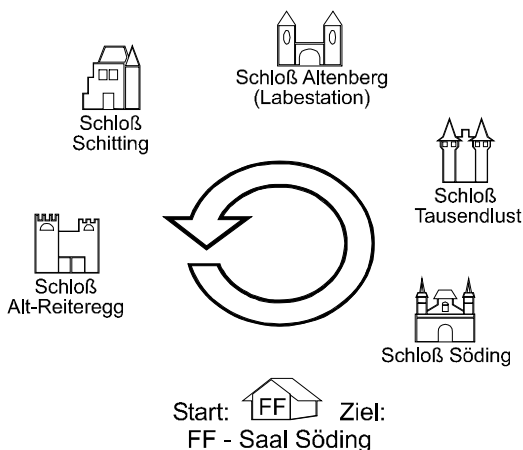 Schloß Altenberg
(Labestation)
Schloß
Schitting
Schloß
Tausendlust
Schloß
Alt-Reiteregg
Schloß Söding
Start: FF Ziel:
FF - Saal Söding